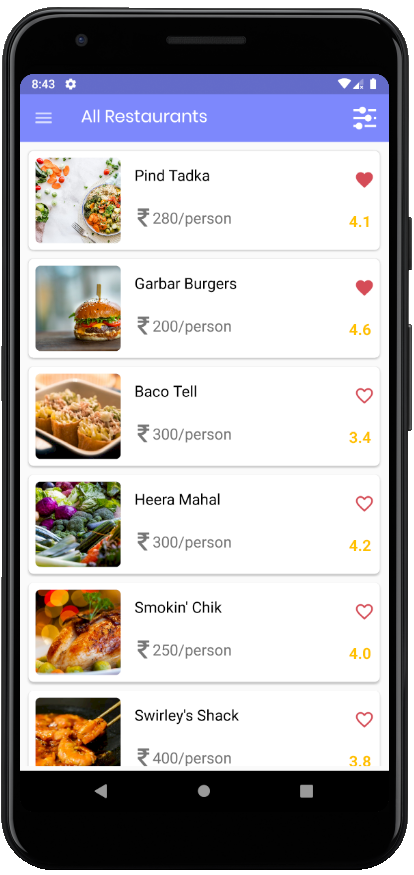 8:43
All Restaurants
Pind Tadka
₹ 280/person
4.1
Garbar Burgers
₹ 200/person
4.6
Baco Tell
₹ 300/person
3.4
Heera Mahal
₹ 300/person
4.2
Smokin' Chik
₹ 250/person
4.0
Swirley's Shack
₹ 400/person
3.8